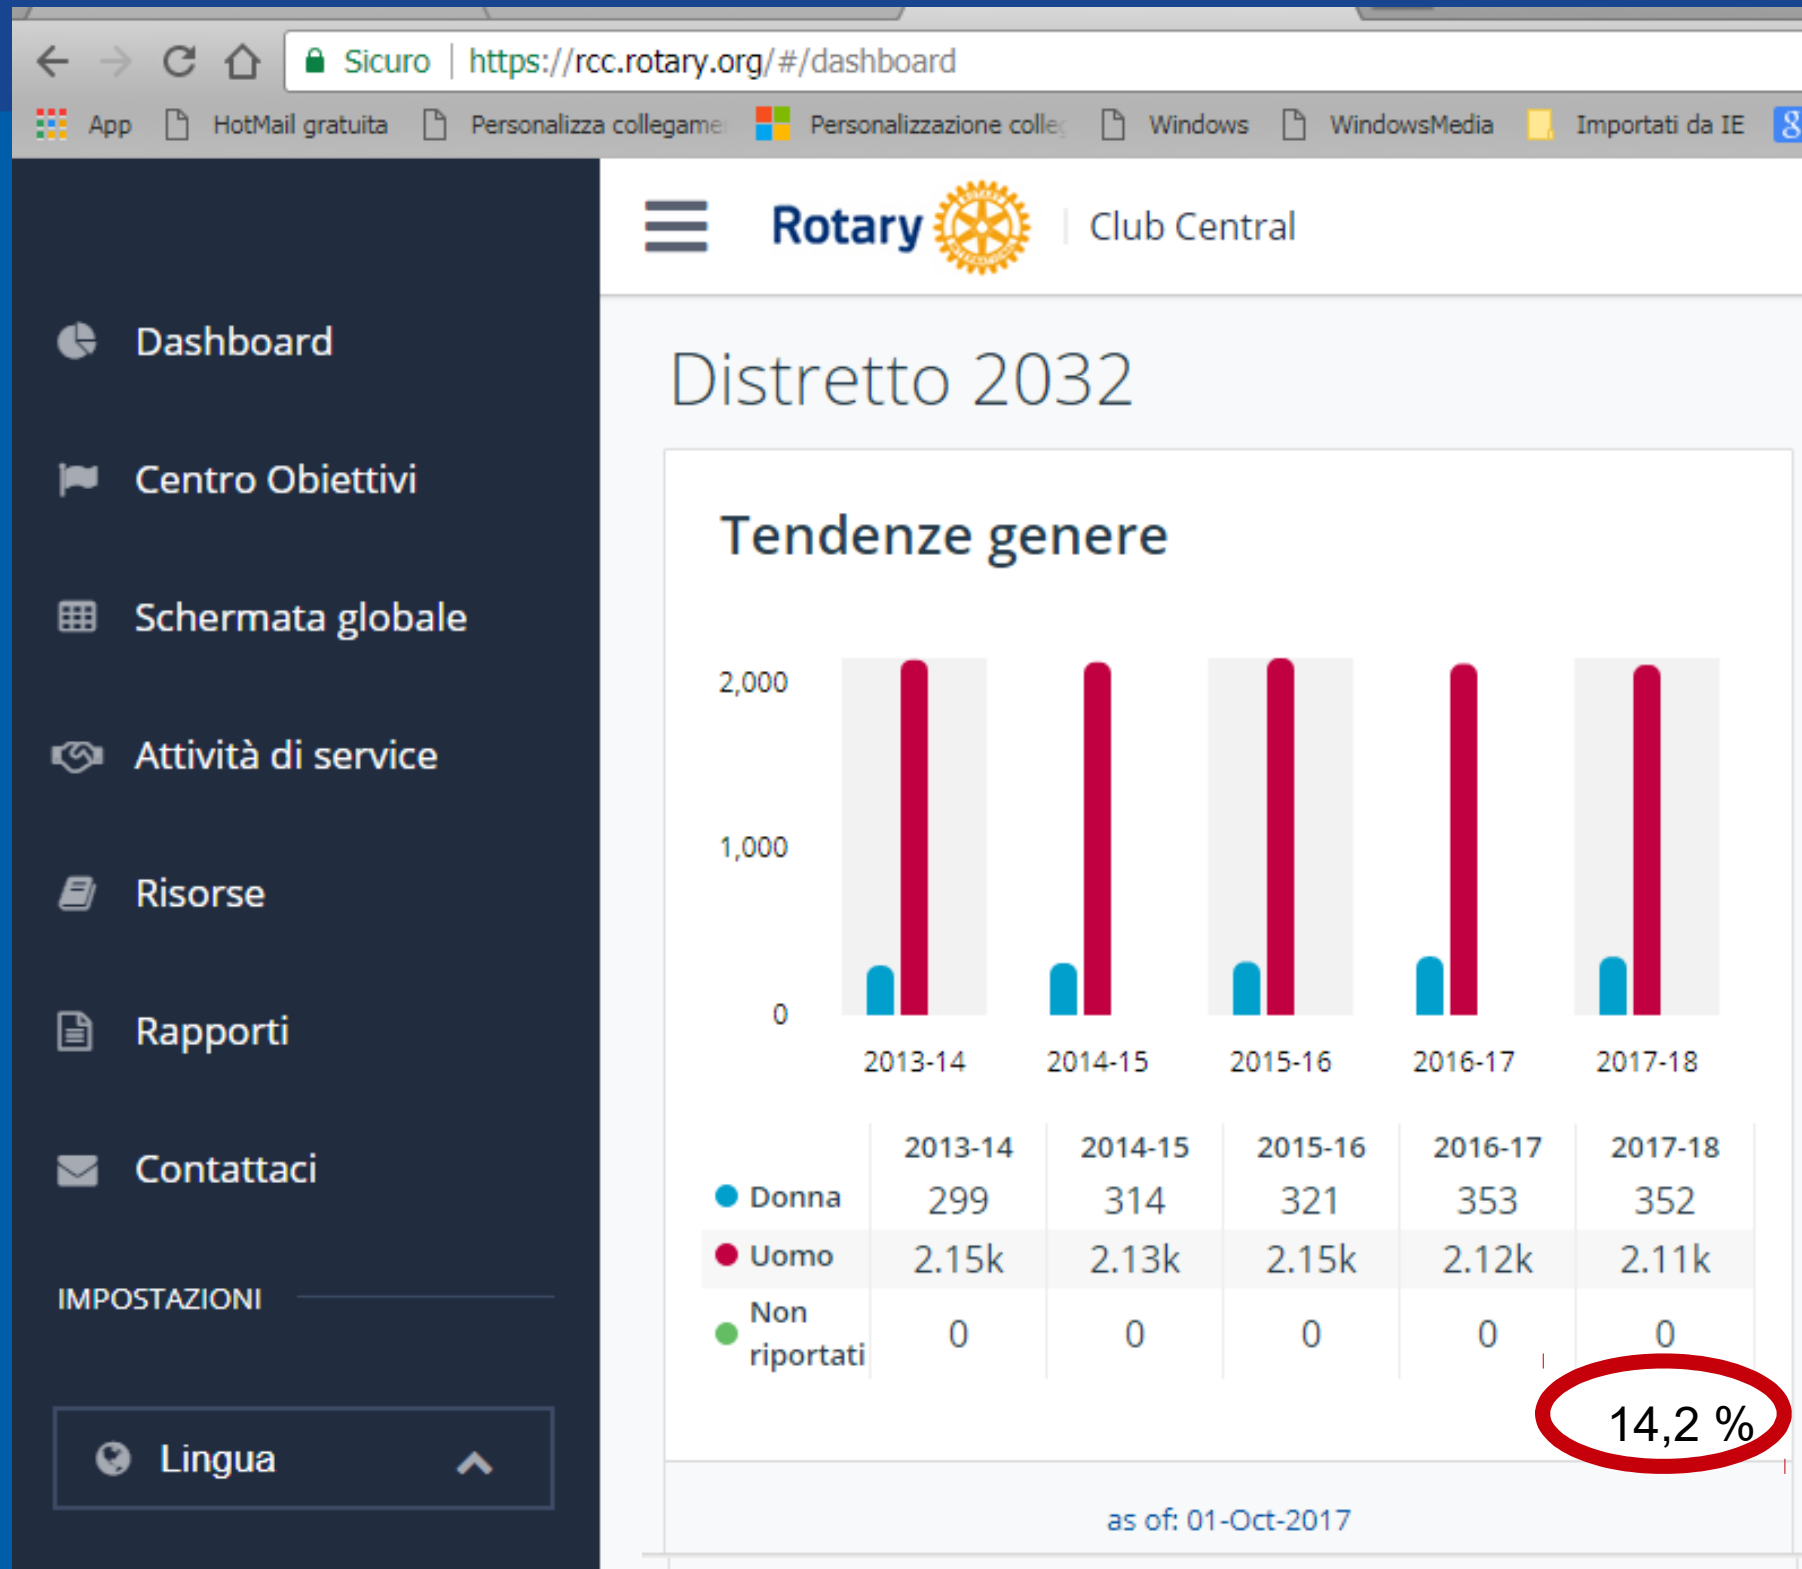 Sicuro | https://rcc.rotary.org/#/dashboard
App HotMail gratuita Personalizza collegame Personalizzazione colleg Windows WindowsMedia Importati da IE 8
Rotary | Club Central
Dashboard
Centro Obiettivi
Schermata globale
Attività di service
Risorse
Rapporti
Contattaci
IMPOSTAZIONI
Lingua
Distretto 2032
Tendenze genere
2,000
1,000
0
2013-14 2014-15 2015-16 2016-17 2017-18
2013-14 2014-15 2015-16 2016-17 2017-18
Donna 299 314 321 353 352
Uomo 2.15k 2.13k 2.15k 2.12k 2.11k
Non
riportati 0 0 0 0 0
14,2 %
as of: 01-Oct-2017